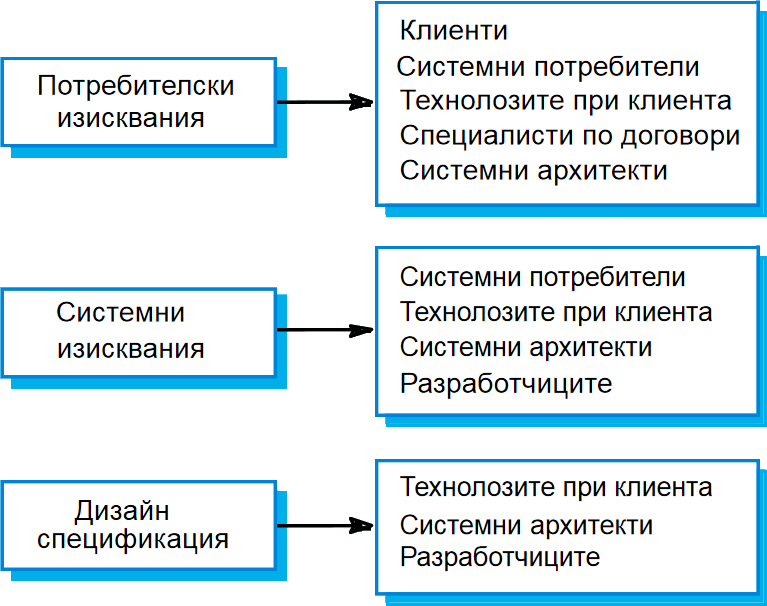 Потребителски
изисквания
Клиенти
Системни потребители
Технолозите при клиента
Специалисти по договори
Системни архитекти
Системни
изисквания
Системни потребители
Технолозите при клиента
Системни архитекти
Разработчиците
Дизайн
спецификация
Технолозите при клиента
Системни архитекти
Разработчиците